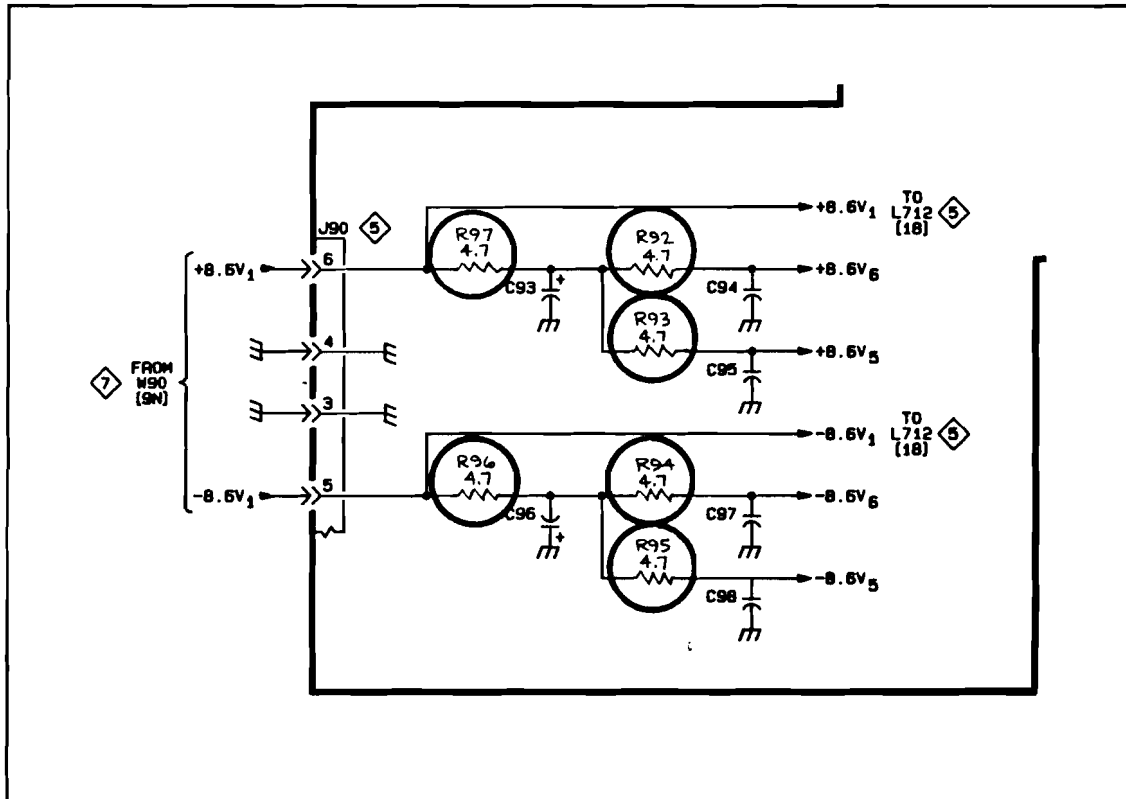 TO
+8.6V1 L712 5
[18]
J90 5
R97
4.7
R92
4.7
+8.6V1 6
C93 +
C94
+8.6V6
R93
4.7
4
C95
+8.6V5
7 FROM
W90
[9N]
3
TO
-8.6V1 L712 5
[18]
R96
4.7
R94
4.7
-8.6V1 5
C96 +
C97
-8.6V6
R95
4.7
C98
-8.6V5